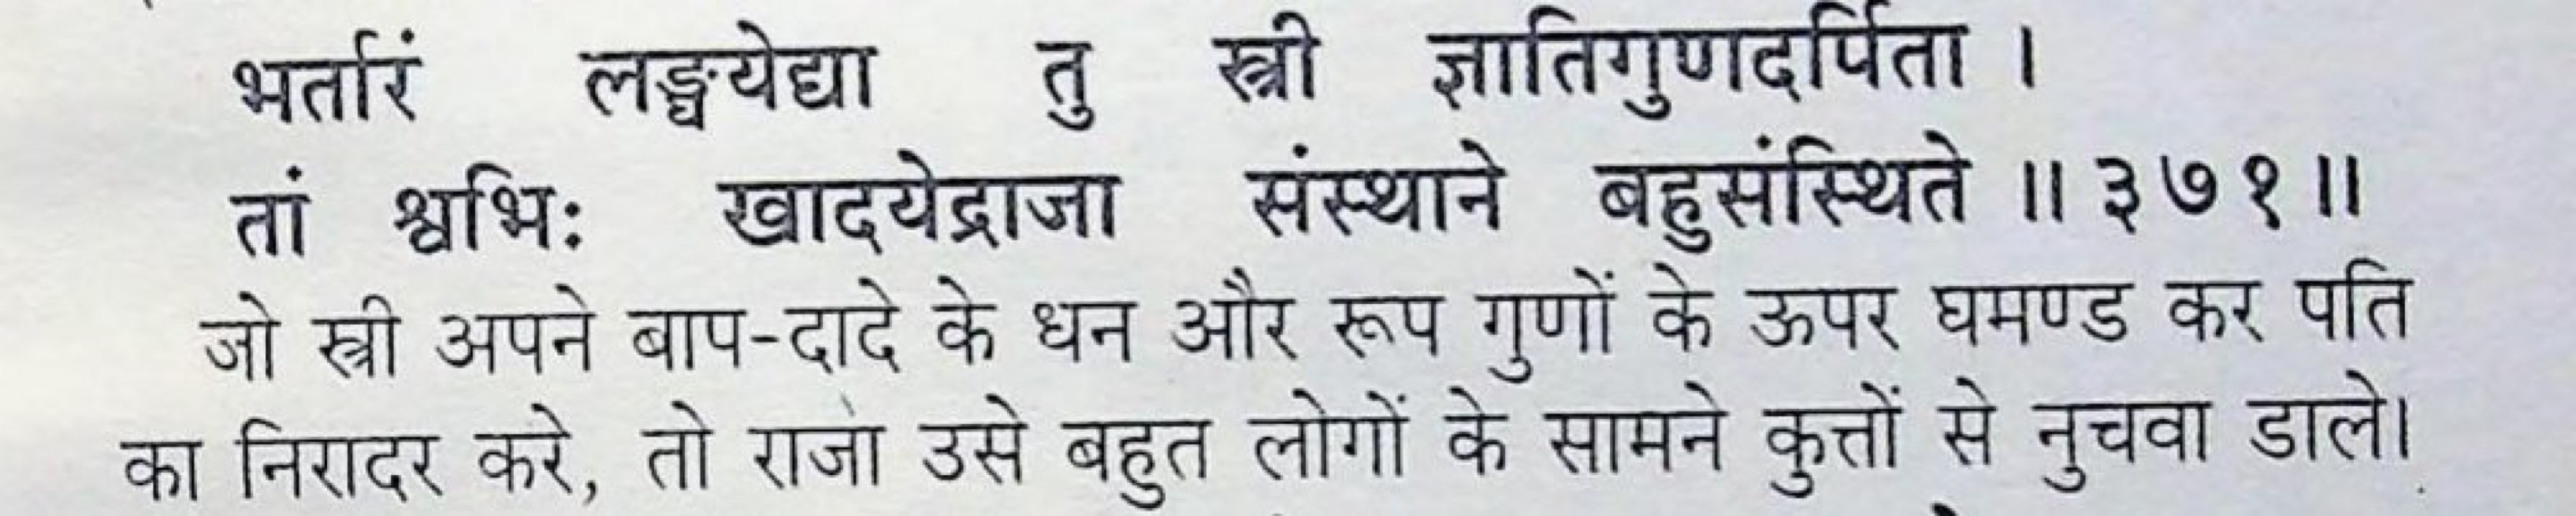 भर्तारं लङ्घयेद्या तु स्त्री ज्ञातिगुणदर्पिता ।
तां श्वभिः खादयेद्राजा संस्थाने बहुसंस्थिते ॥ ३७१ ॥
जो स्त्री अपने बाप-दादे के धन और रूप गुणों के ऊपर घमण्ड कर पति
का निरादर करे, तो राजा उसे बहुत लोगों के सामने कुत्तों से नुचवा डाले।